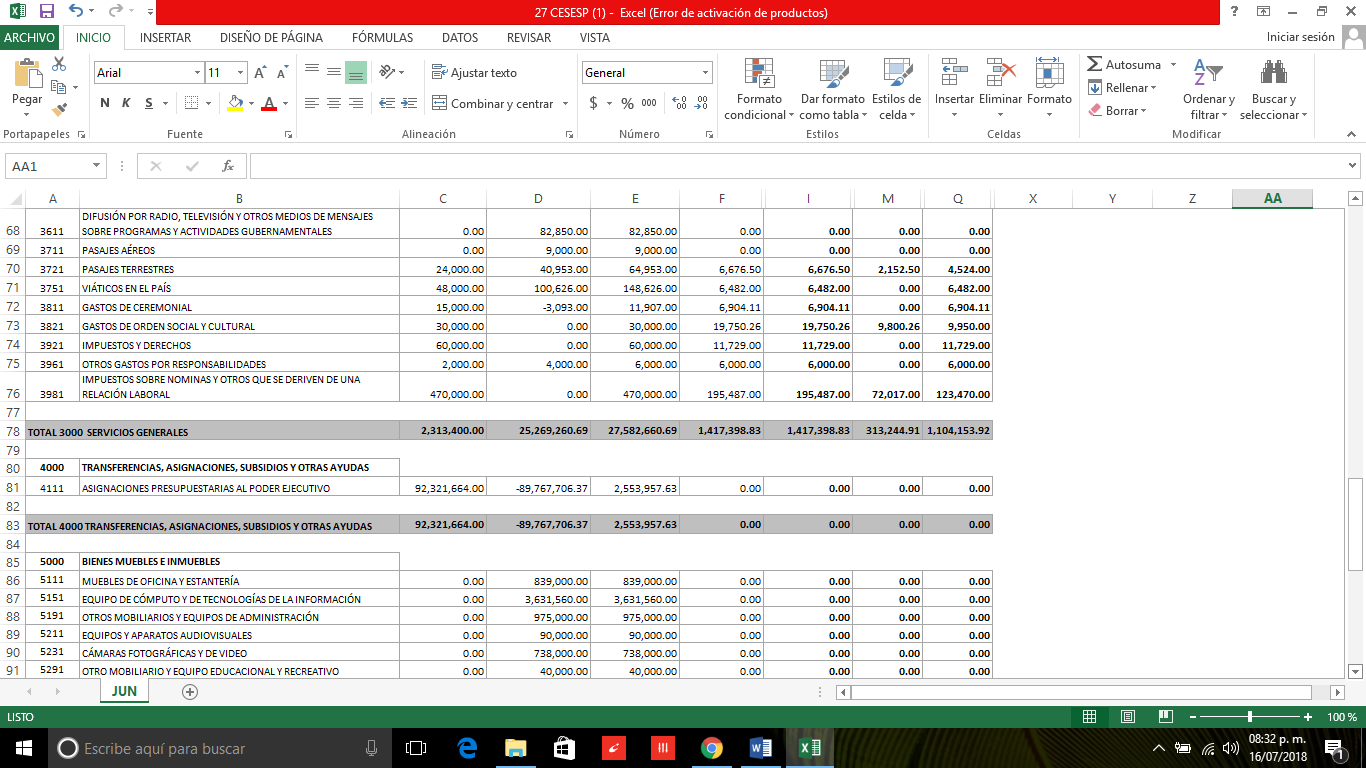 27 CESESP (1) -  Excel (Error de activación de productos)
ARCHIVO INICIO INSERTAR DISEÑO DE PÁGINA FÓRMULAS DATOS REVISAR VISTA Iniciar sesión
Arial 11 Ajustar texto General Autosuma
Pegar N K S Combinar y centrar $ % 000 Formato condicional Dar formato como tabla Estilos de celda Insertar Eliminar Formato Rellenar Borrar Ordenar y filtrar Buscar y seleccionar
Portapapeles Fuente Alineación Número Estilos Celdas Modificar
AA1 fx
A B C D E F I M Q X Y Z AA
DIFUSIÓN POR RADIO, TELEVISIÓN Y OTROS MEDIOS DE MENSAJES
68 3611 SOBRE PROGRAMAS Y ACTIVIDADES GUBERNAMENTALES 0.00 82,850.00 82,850.00 0.00 0.00 0.00 0.00
69 3711 PASAJES AÉREOS 0.00 9,000.00 9,000.00 0.00 0.00 0.00 0.00
70 3721 PASAJES TERRESTRES 24,000.00 40,953.00 64,953.00 6,676.50 6,676.50 2,152.50 4,524.00
71 3751 VIÁTICOS EN EL PAÍS 48,000.00 100,626.00 148,626.00 6,482.00 6,482.00 0.00 6,482.00
72 3811 GASTOS DE CEREMONIAL 15,000.00 -3,093.00 11,907.00 6,904.11 6,904.11 0.00 6,904.11
73 3821 GASTOS DE ORDEN SOCIAL Y CULTURAL 30,000.00 0.00 30,000.00 19,750.26 19,750.26 9,800.26 9,950.00
74 3921 IMPUESTOS Y DERECHOS 60,000.00 0.00 60,000.00 11,729.00 11,729.00 0.00 11,729.00
75 3961 OTROS GASTOS POR RESPONSABILIDADES 2,000.00 4,000.00 6,000.00 6,000.00 6,000.00 0.00 6,000.00
IMPUESTOS SOBRE NOMINAS Y OTROS QUE SE DERIVEN DE UNA
76 3981 RELACIÓN LABORAL 470,000.00 0.00 470,000.00 195,487.00 195,487.00 72,017.00 123,470.00
77
78 TOTAL 3000  SERVICIOS GENERALES 2,313,400.00 25,269,260.69 27,582,660.69 1,417,398.83 1,417,398.83 313,244.91 1,104,153.92
79
80 4000 TRANSFERENCIAS, ASIGNACIONES, SUBSIDIOS Y OTRAS AYUDAS
81 4111 ASIGNACIONES PRESUPUESTARIAS AL PODER EJECUTIVO 92,321,664.00 -89,767,706.37 2,553,957.63 0.00 0.00 0.00 0.00
82
83 TOTAL 4000 TRANSFERENCIAS, ASIGNACIONES, SUBSIDIOS Y OTRAS AYUDAS 92,321,664.00 -89,767,706.37 2,553,957.63 0.00 0.00 0.00 0.00
84
85 5000 BIENES MUEBLES E INMUEBLES
86 5111 MUEBLES DE OFICINA Y ESTANTERÍA 0.00 839,000.00 839,000.00 0.00 0.00 0.00 0.00
87 5151 EQUIPO DE CÓMPUTO Y DE TECNOLOGÍAS DE LA INFORMACIÓN 0.00 3,631,560.00 3,631,560.00 0.00 0.00 0.00 0.00
88 5191 OTROS MOBILIARIOS Y EQUIPOS DE ADMINISTRACIÓN 0.00 975,000.00 975,000.00 0.00 0.00 0.00 0.00
89 5211 EQUIPOS Y APARATOS AUDIOVISUALES 0.00 90,000.00 90,000.00 0.00 0.00 0.00 0.00
90 5231 CÁMARAS FOTOGRÁFICAS Y DE VIDEO 0.00 738,000.00 738,000.00 0.00 0.00 0.00 0.00
91 5291 OTRO MOBILIARIO Y EQUIPO EDUCACIONAL Y RECREATIVO 0.00 40,000.00 40,000.00 0.00 0.00 0.00 0.00
JUN
LISTO 100 %
Escribe aquí para buscar 08:32 p. m.
16/07/2018